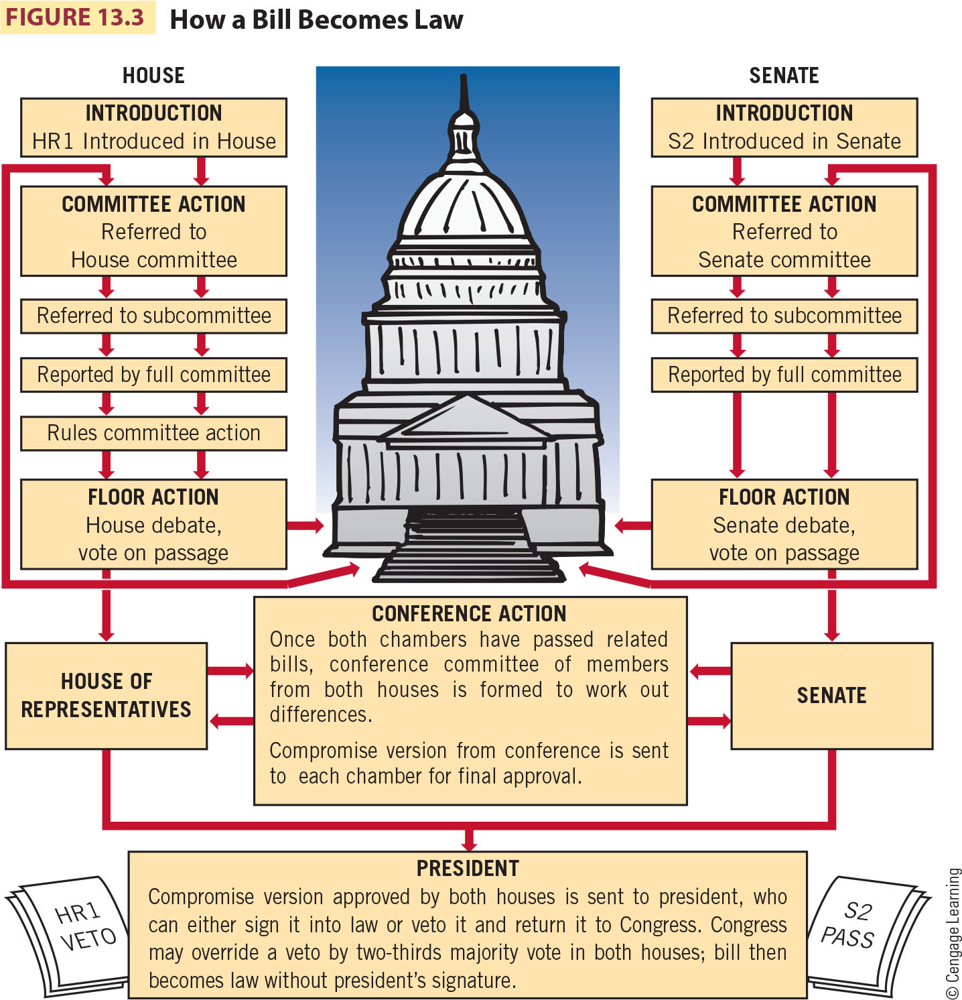 FIGURE 13.3 How a Bill Becomes Law
HOUSE
INTRODUCTION
HR1 Introduced in House
COMMITTEE ACTION
Referred to
House committee
Referred to subcommittee
Reported by full committee
Rules committee action
FLOOR ACTION
House debate,
vote on passage
SENATE
INTRODUCTION
S2 Introduced in Senate
COMMITTEE ACTION
Referred to
Senate committee
Referred to subcommittee
Reported by full committee
FLOOR ACTION
Senate debate,
vote on passage
HOUSE OF
REPRESENTATIVES
CONFERENCE ACTION
Once both chambers have passed related
bills, conference committee of members
from both houses is formed to work out
differences.
Compromise version from conference is sent
to each chamber for final approval.
SENATE
HR1
VETO
PRESIDENT
Compromise version approved by both houses is sent to president, who
can either sign it into law or veto it and return it to Congress. Congress
may override a veto by two-thirds majority vote in both houses; bill then
becomes law without president's signature.
S2
PASS
© Cengage Learning